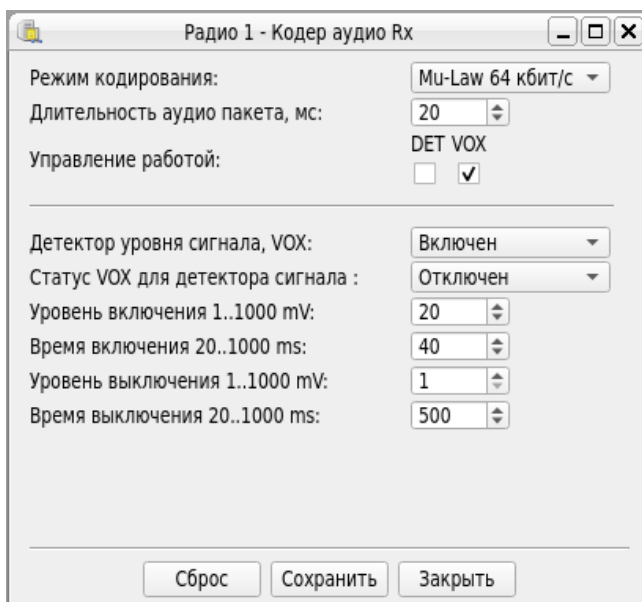 Радио 1 - Кодер аудио Rx
Режим кодирования: Mu-Law 64 кбит/с
Длительность аудио пакета, мс: 20
DET VOX
Управление работой:
Детектор уровня сигнала, VOX: Включен
Статус VOX для детектора сигнала : Отключен
Уровень включения 1..1000 mV: 20
Время включения 20..1000 ms: 40
Уровень выключения 1..1000 mV: 1
Время выключения 20..1000 ms: 500
Сброс Сохранить Закрыть